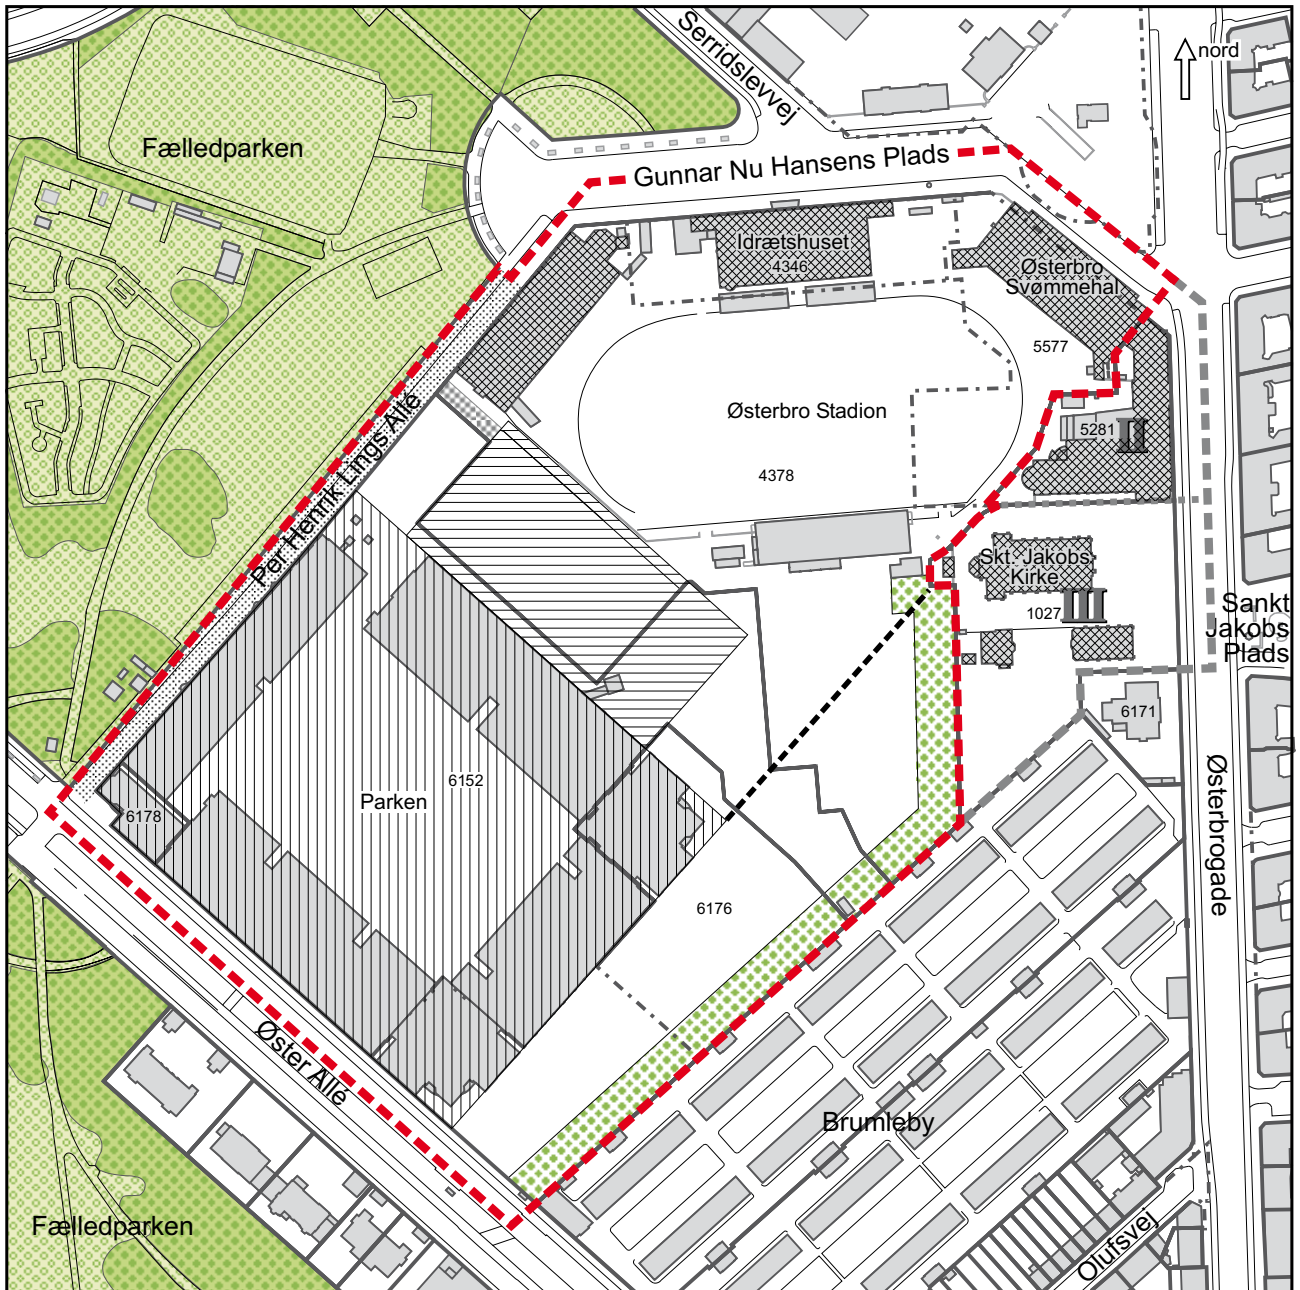 Serridslevvej
nord
Fælledparken
Gunnar Nu Hansens Plads
Idrætshuset
4346
Østerbro
Svømmehal
5577
Per Henrik Lings Allé
Østerbro Stadion
5281
4378
Skt. Jakobs
Kirke
1027
Sankt
Jakobs
Plads
6171
6152
Parken
6178
Østerbrogade
6176
Øster Allé
Brumleby
Fælledparken
Olufsvej